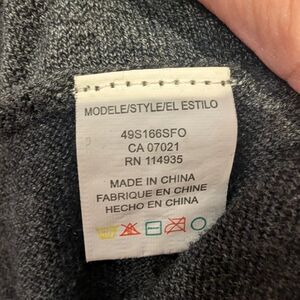 MODELE/STYLE/EL ESTILO
49S166SFO
CA 07021
RN 114935
MADE IN CHINA
FABRIQUE EN CHINE
HECHO EN CHINA